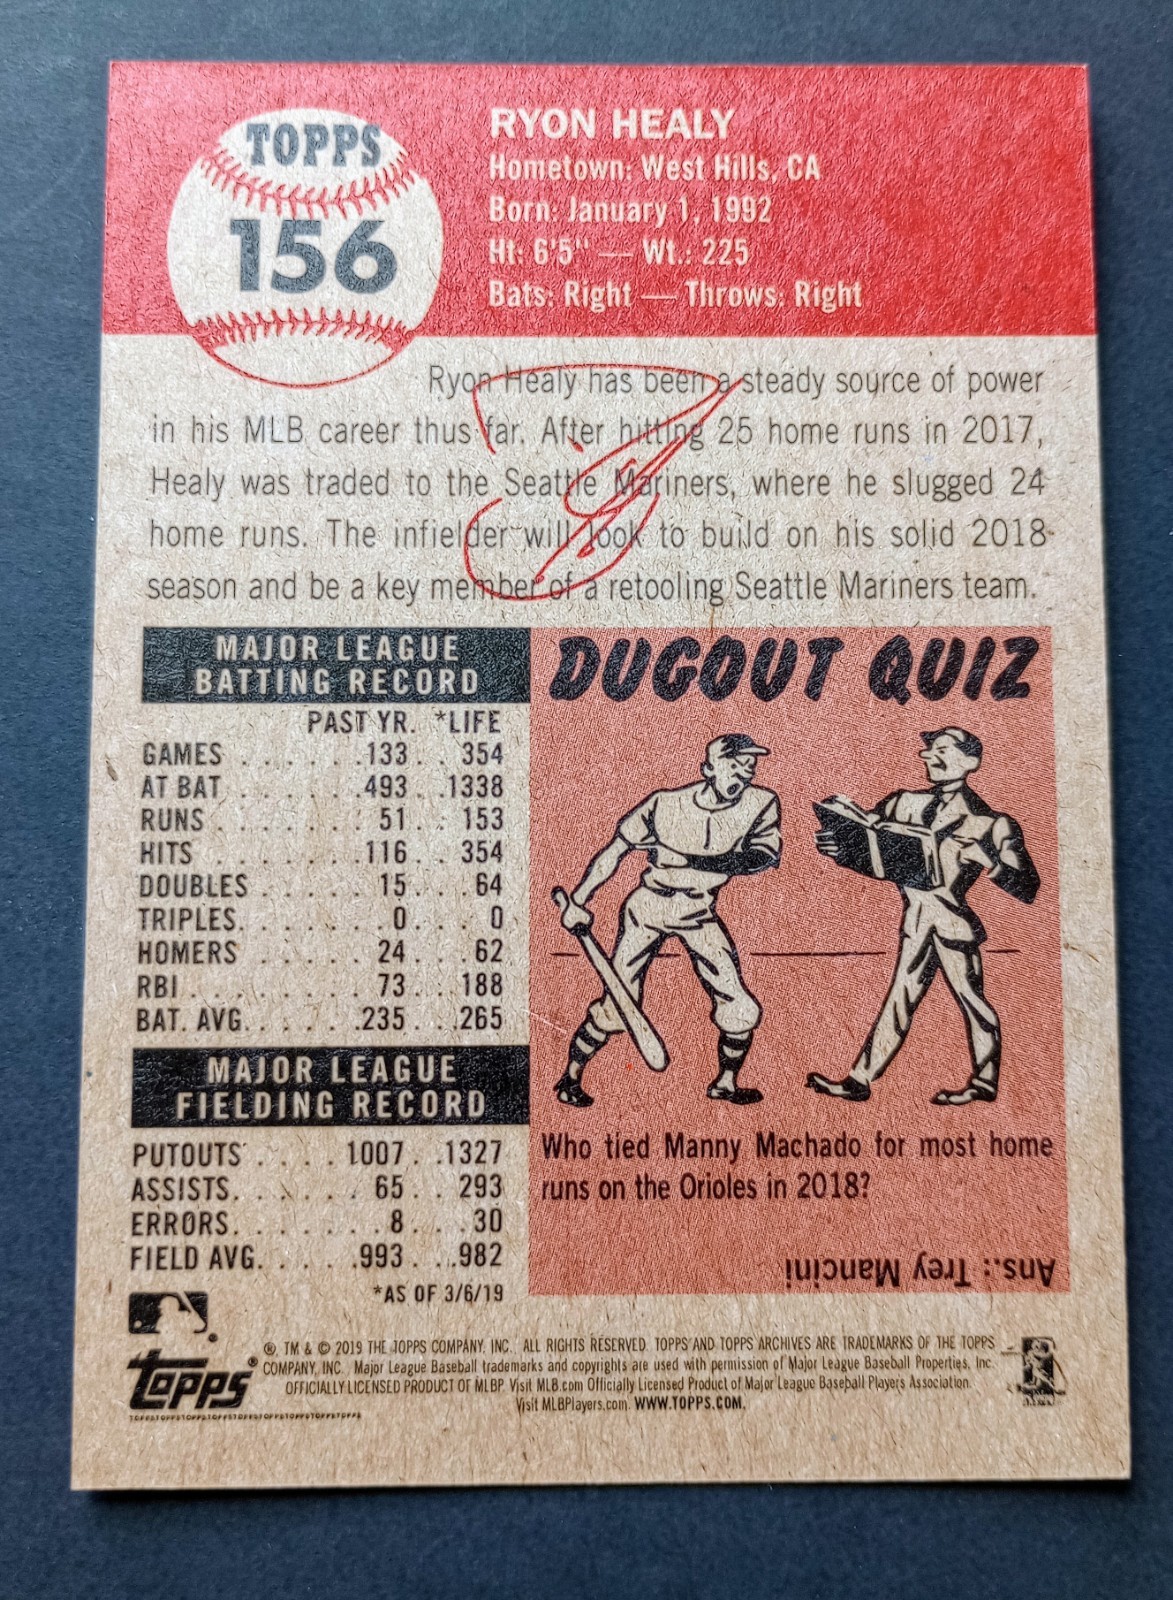 TOPPS
156
RYON HEALY
Hometown: West Hills, CA
Born: January 1, 1992
Ht: 6'5" — Wt.: 225
Bats: Right — Throws: Right
Ryon Healy has been a steady source of power
in his MLB career thus far. After hitting 25 home runs in 2017,
Healy was traded to the Seattle Mariners, where he slugged 24
home runs. The infielder will look to build on his solid 2018
season and be a key member of a retooling Seattle Mariners team.
MAJOR LEAGUE
BATTING RECORD
PAST YR. *LIFE
GAMES . . . . . . .133. . 354
AT BAT . . . . . . .493. .1338
RUNS . . . . . . . . 51. . 153
HITS . . . . . . . .116. . 354
DOUBLES . . . . . . 15. . . 64
TRIPLES. . . . . . . .0. . . . 0
HOMERS . . . . . . 24. . . 62
RBI . . . . . . . . . 73. . 188
BAT. AVG. . . . . .235. . .265
MAJOR LEAGUE
FIELDING RECORD
PUTOUTS . . . . 1007. .1327
ASSISTS. . . . . . . 65. . 293
ERRORS. . . . . . . . 8. . . 30
FIELD AVG. . . . . .993. . .982
*AS OF 3/6/19
DUGOUT QUIZ
Who tied Manny Machado for most home
runs on the Orioles in 2018?
Ans.: Trey Mancini
topps®
®, TM & © 2019 THE TOPPS COMPANY, INC. ALL RIGHTS RESERVED. TOPPS AND TOPPS ARCHIVES ARE TRADEMARKS OF THE TOPPS
COMPANY, INC. Major League Baseball trademarks and copyrights are used with permission of Major League Baseball Properties, Inc.
OFFICIALLY LICENSED PRODUCT OF MLBP. Visit MLB.com Officially Licensed Product of Major League Baseball Players Association.
Visit MLBPlayers.com. WWW.TOPPS.COM.